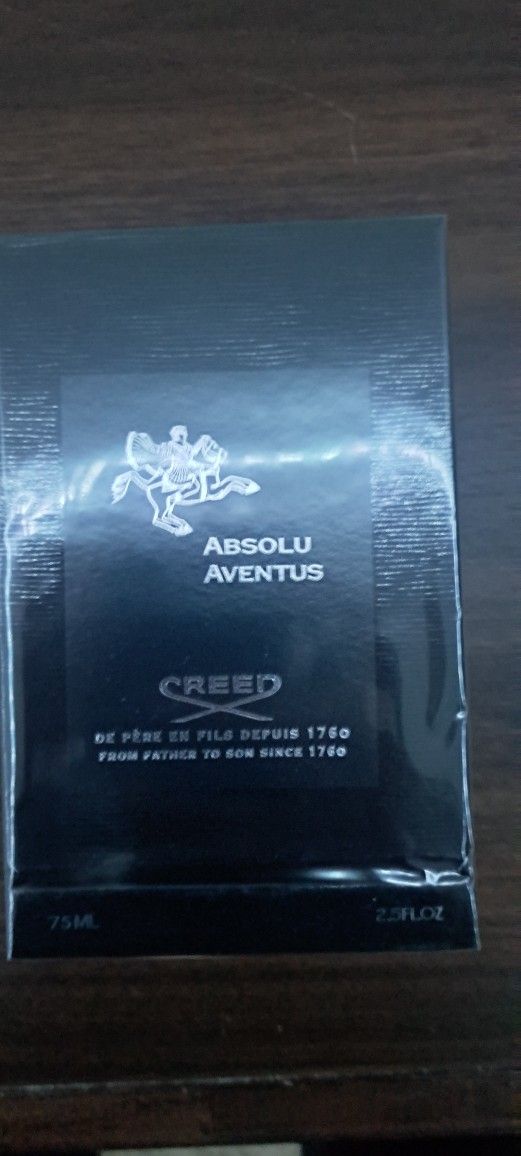 ABSOLU
AVENTUS
CREED
DE PÈRE EN FILS DEPUIS 1760
FROM FATHER TO SON SINCE 1760
75ML 2.5FL.OZ